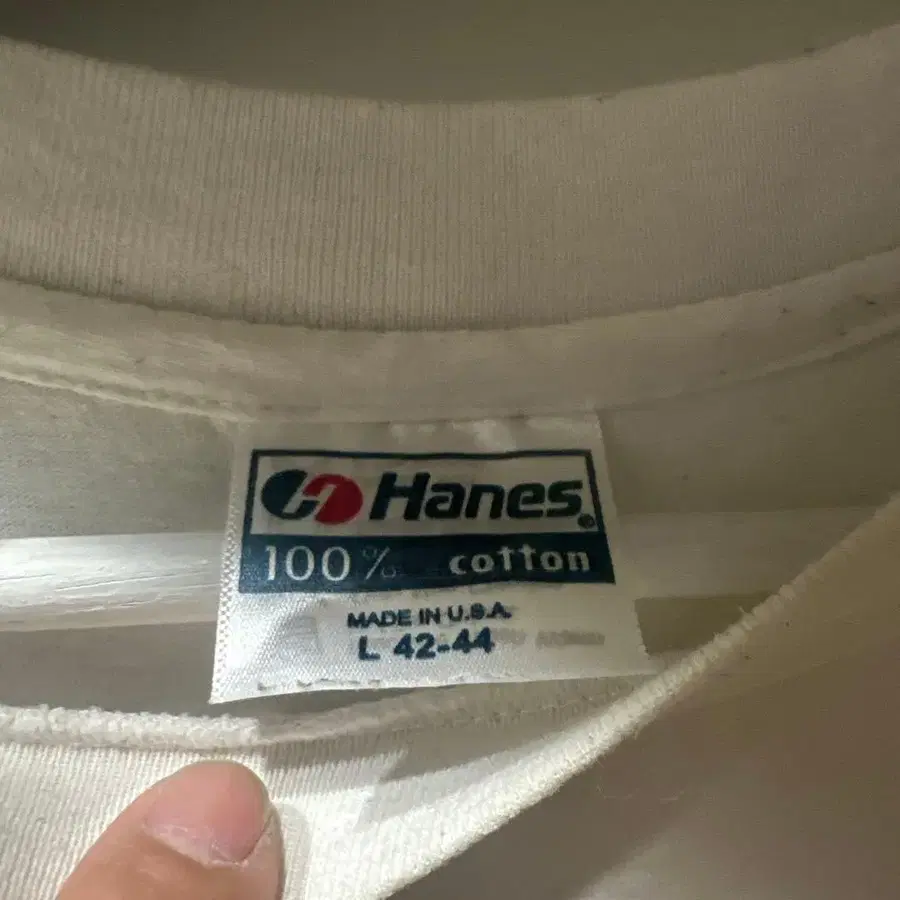 Hanes®
100% cotton
MADE IN U.S.A.
L 42-44